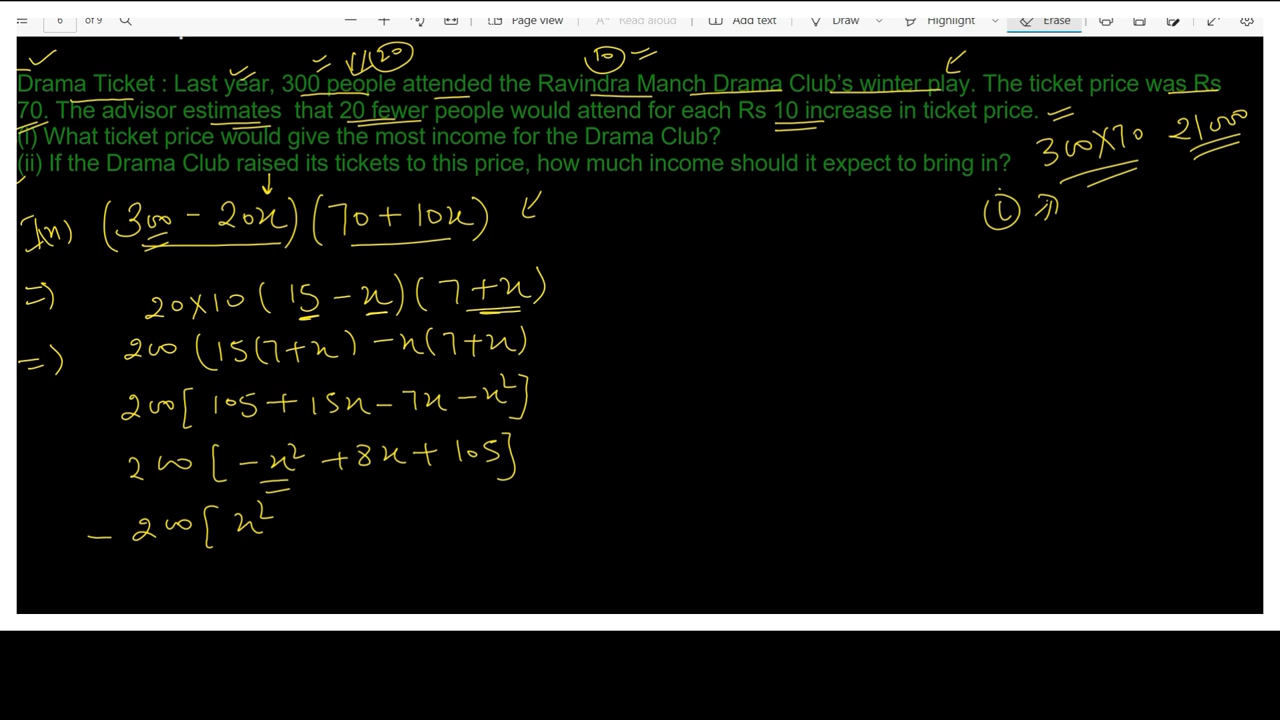 6 of 9 Page view Read aloud Add text Draw Highlight Erase
20 10
Drama Ticket : Last year, 300 people attended the Ravindra Manch Drama Club's winter play. The ticket price was Rs
70. The advisor estimates that 20 fewer people would attend for each Rs 10 increase in ticket price.
(i) What ticket price would give the most income for the Drama Club?
(ii) If the Drama Club raised its tickets to this price, how much income should it expect to bring in?
300×70 21000
(i) ⇒
In) (300 - 20x)(70+10x)
⇒ 20×10(15-x)(7+x)
⇒ 200(15(7+x)-x(7+x)
200[105+15x-7x-x²]
200[-x²+8x+105]
-200[x²